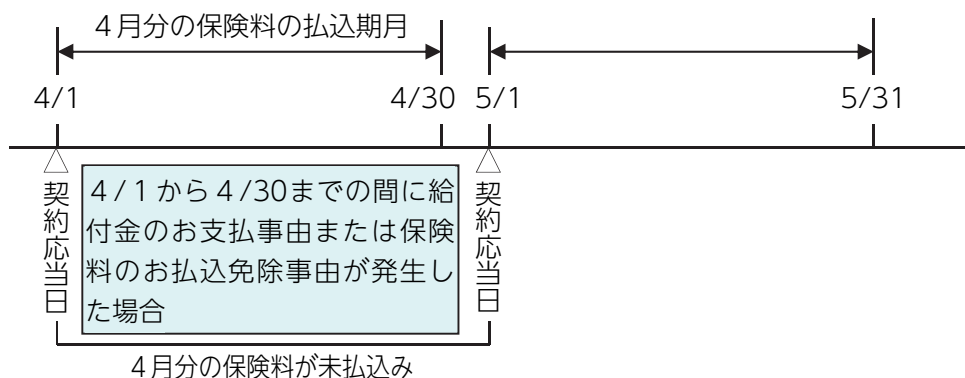 4月分の保険料の払込期月
4/1 4/30 5/1 5/31
契約応当日
4/1から4/30までの間に給
付金のお支払事由または保険
料のお払込免除事由が発生し
た場合
契約応当日
4月分の保険料が未払込み